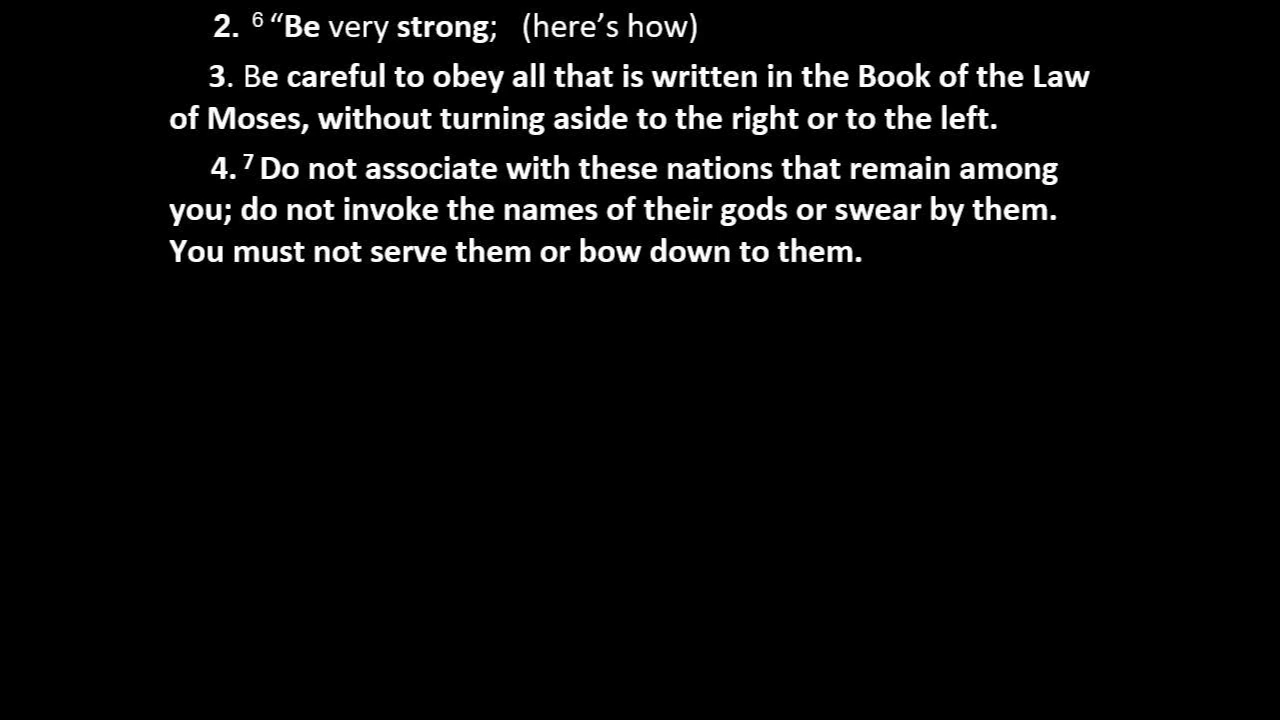 2. ⁶ “Be very strong; (here’s how)
3. Be careful to obey all that is written in the Book of the Law
of Moses, without turning aside to the right or to the left.
4. ⁷ Do not associate with these nations that remain among
you; do not invoke the names of their gods or swear by them.
You must not serve them or bow down to them.